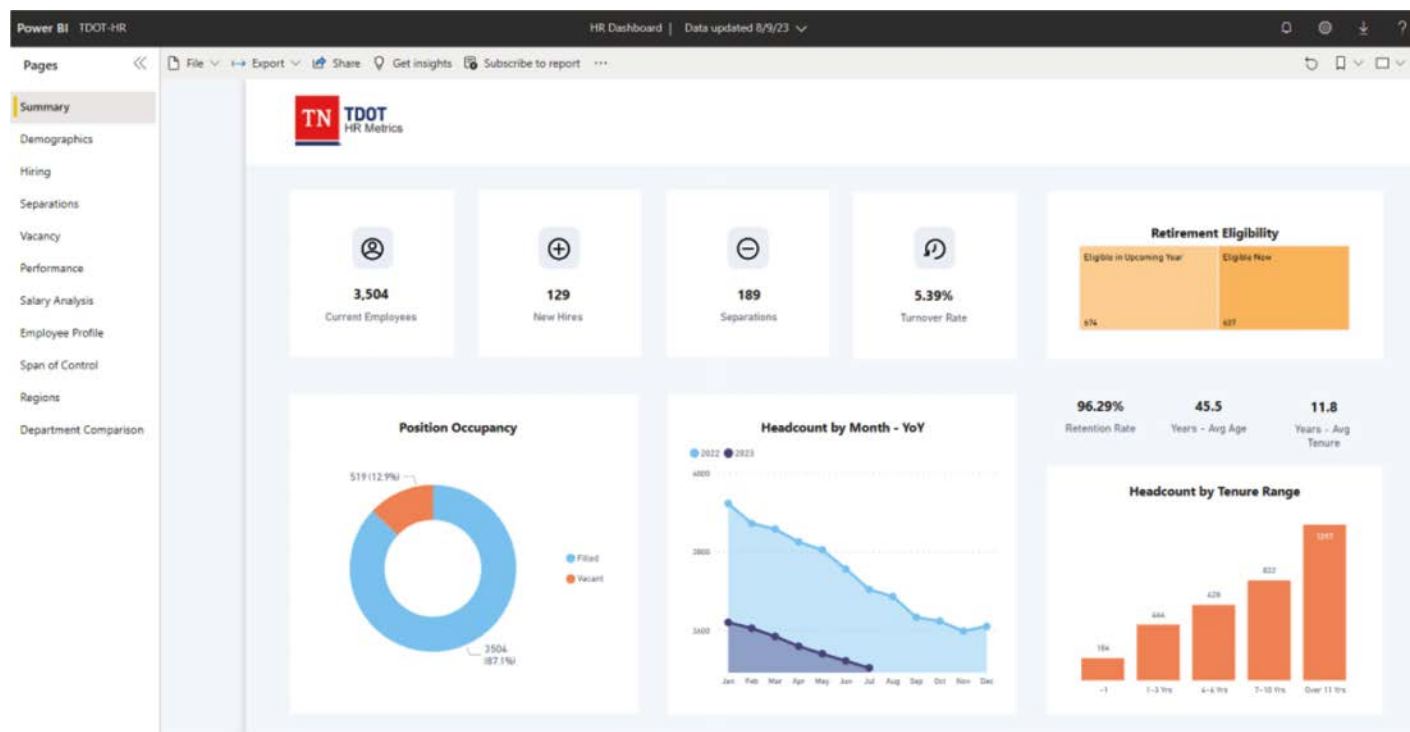 Power BI TDOT-HR
HR Dashboard | Data updated 8/9/23
?
Pages
File
Export
Share
Get insights
Subscribe to report
...
Summary
Demographics
Hiring
Separations
Vacancy
Performance
Salary Analysis
Employee Profile
Span of Control
Regions
Department Comparison
TN
TDOT
HR Metrics
3,504
Current Employees
129
New Hires
189
Separations
5.39%
Turnover Rate
Retirement Eligibility
Eligible in Upcoming Year
Eligible Now
674
96.29%
Retention Rate
45.5
Years - Avg Age
11.8
Years - Avg
Tenure
Position Occupancy
519 (12.9%)
Filled
Vacant
3504
(87.1%)
Headcount by Month - YoY
2022 2023
4000
3800
3600
Jan Feb Mar Apr May Jun Jul Aug Sep Oct Nov Dec
Headcount by Tenure Range
184
822
1-3 Yrs
4-6 Yrs
7-10 Yrs
Over 11 Yrs